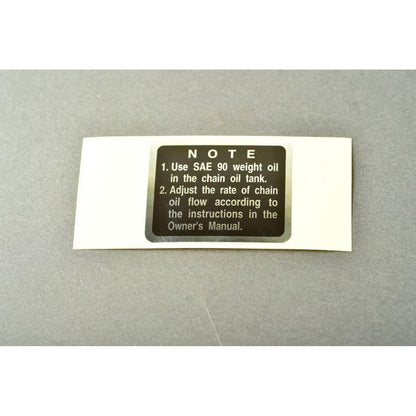 NOTE
1. Use SAE 90 weight oil
in the chain oil tank.
2. Adjust the rate of chain
oil flow according to
the instructions in the
Owner's Manual.